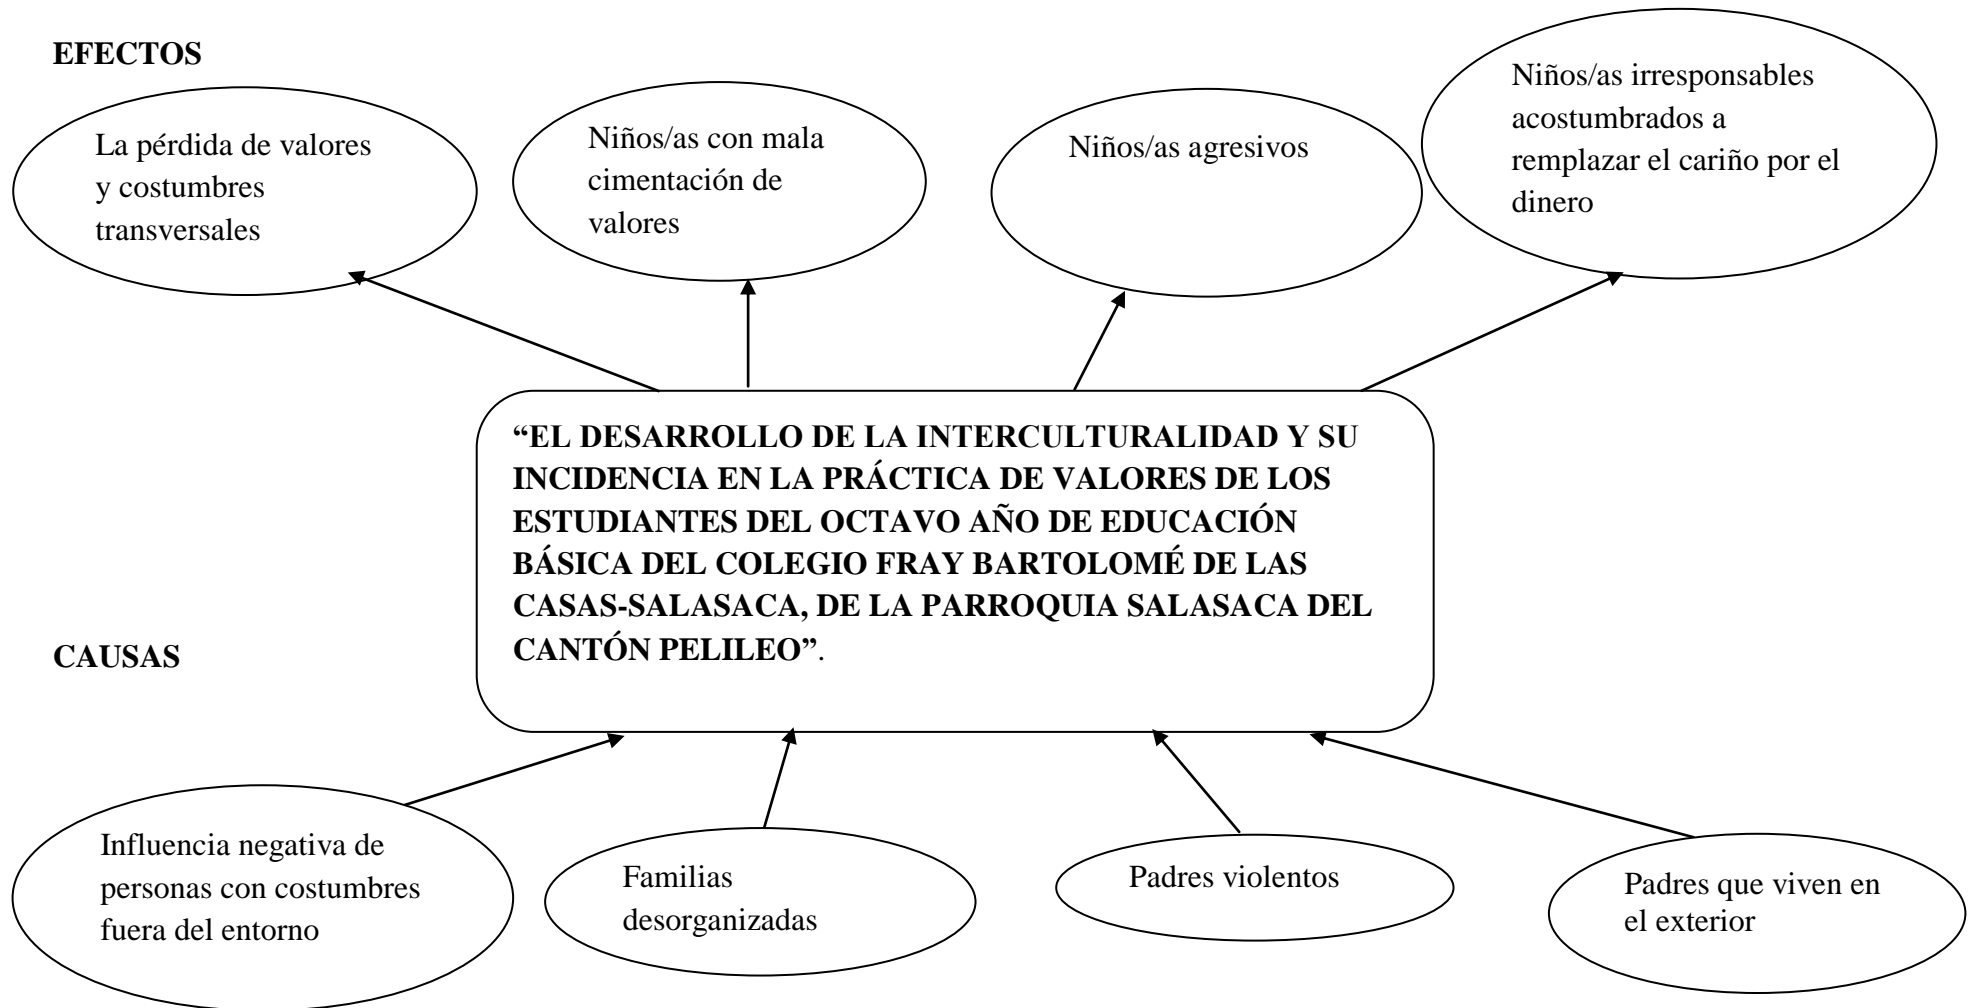 EFECTOS
La pérdida de valores
y costumbres
transversales
Niños/as con mala
cimentación de
valores
Niños/as agresivos
Niños/as irresponsables
acostumbrados a
remplazar el cariño por el
dinero
“EL DESARROLLO DE LA INTERCULTURALIDAD Y SU
INCIDENCIA EN LA PRÁCTICA DE VALORES DE LOS
ESTUDIANTES DEL OCTAVO AÑO DE EDUCACIÓN
BÁSICA DEL COLEGIO FRAY BARTOLOMÉ DE LAS
CASAS-SALASACA, DE LA PARROQUIA SALASACA DEL
CANTÓN PELILEO”.
CAUSAS
Influencia negativa de
personas con costumbres
fuera del entorno
Familias
desorganizadas
Padres violentos
Padres que viven en
el exterior